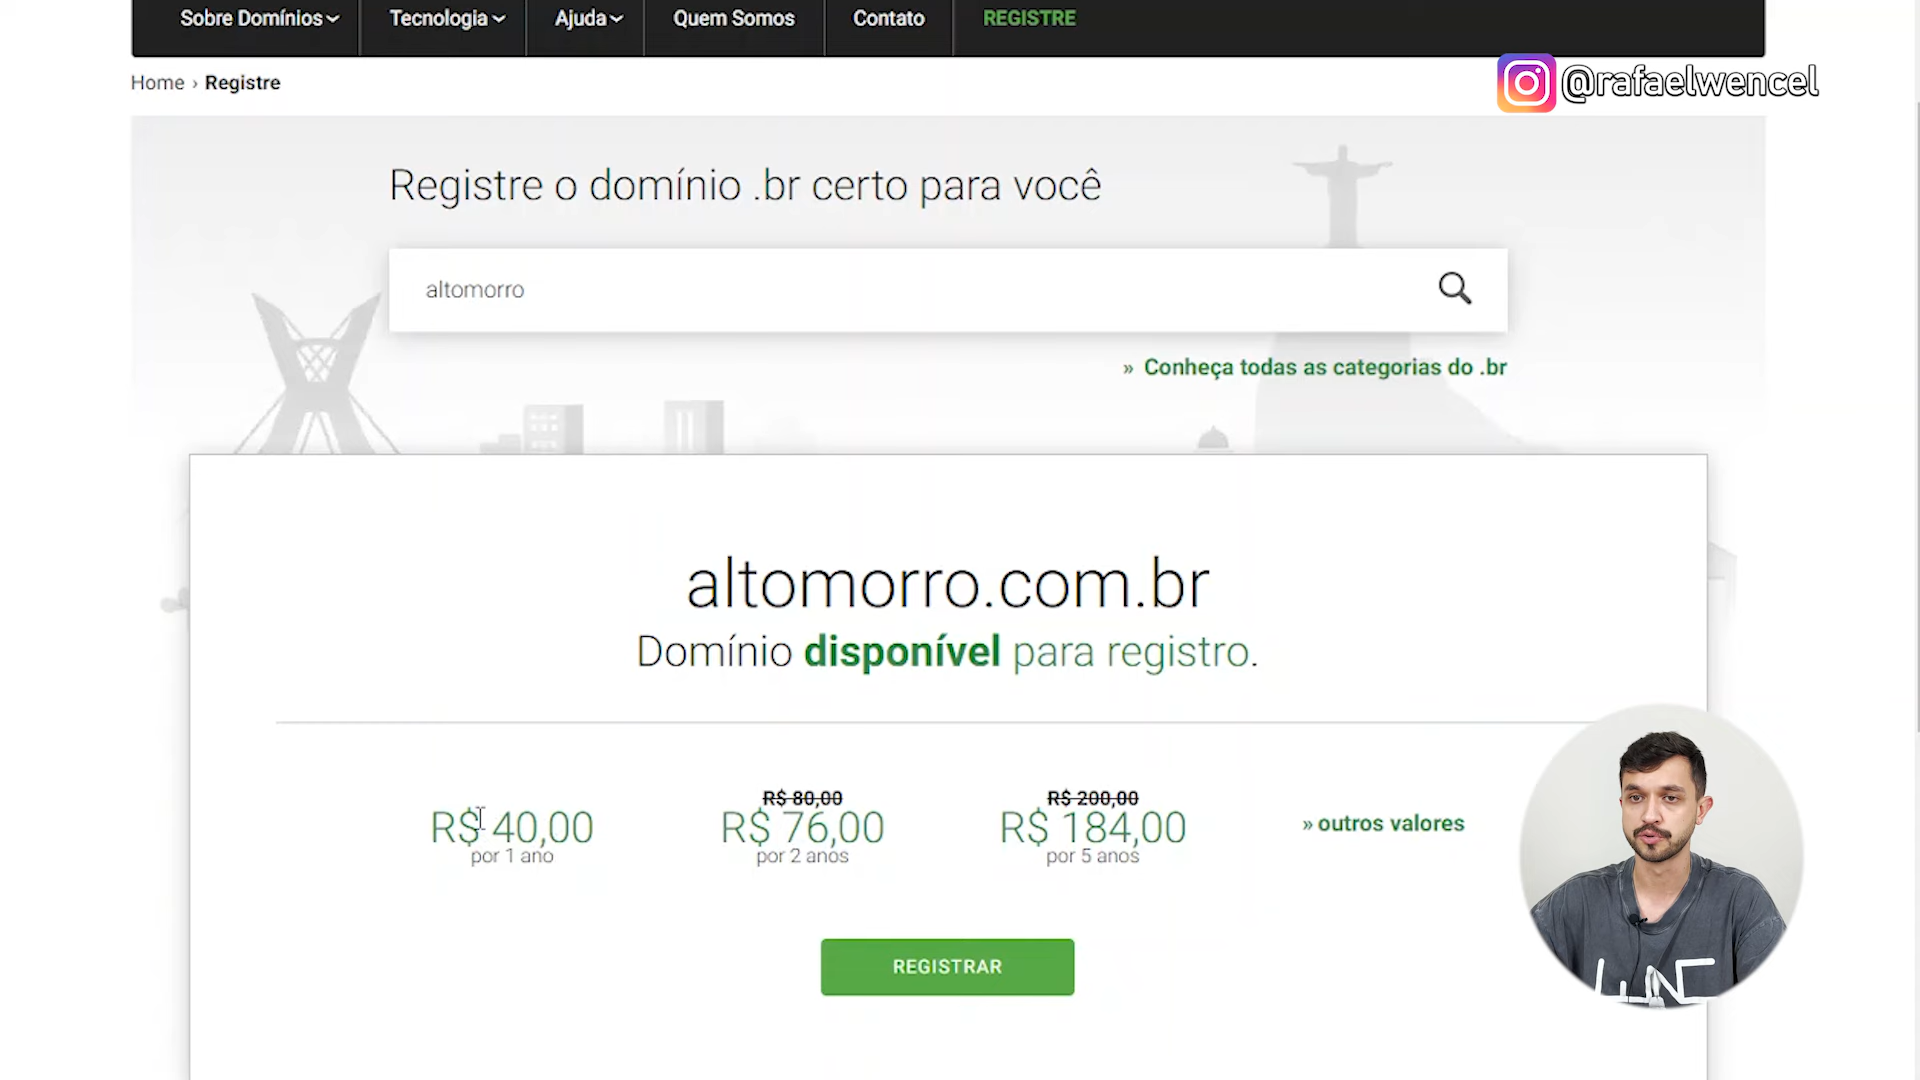 Sobre Domínios
Tecnologia
Ajuda
Quem Somos
Contato
REGISTRE
Home › Registre
@rafaelwencel
Registre o domínio .br certo para você
altomorro
» Conheça todas as categorias do .br
altomorro.com.br
Domínio disponível para registro.
R$ 40,00
por 1 ano
R$ 80,00
R$ 76,00
por 2 anos
R$ 200,00
R$ 184,00
por 5 anos
» outros valores
REGISTRAR